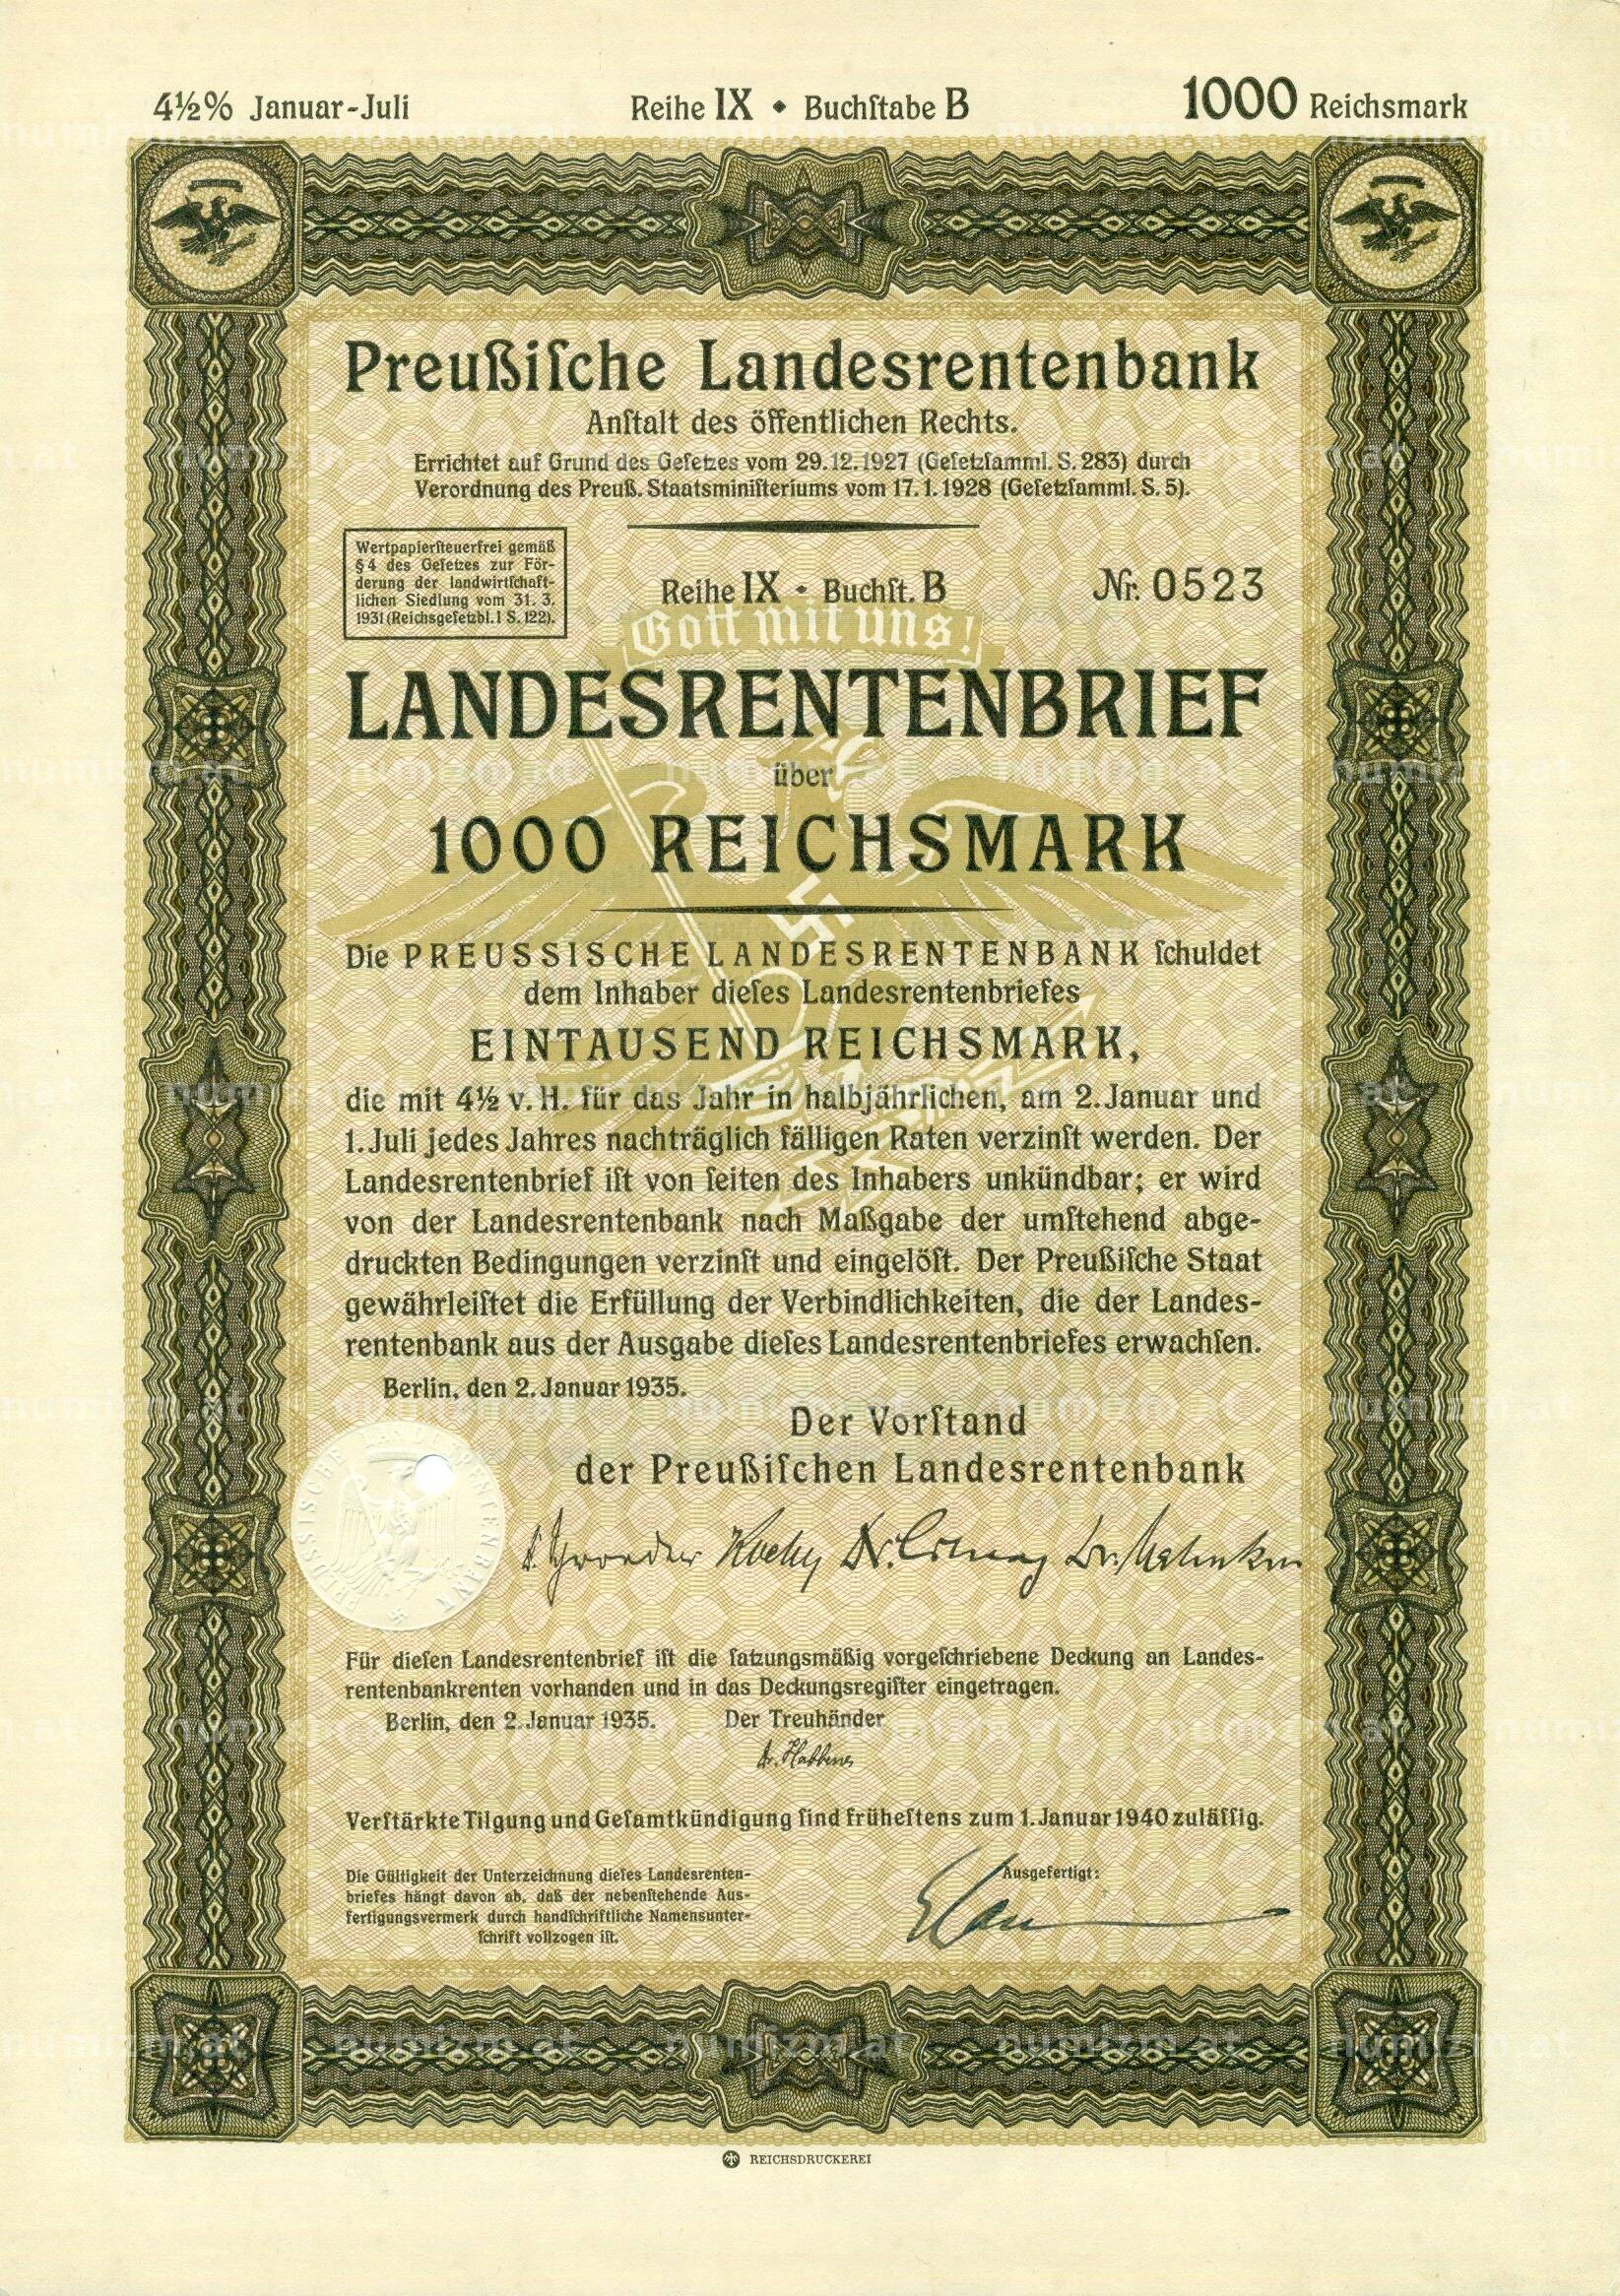 4½% Januar-Juli
Reihe IX • Buchſtabe B
1000 Reichsmark
Preußiſche Landesrentenbank
Anſtalt des öffentlichen Rechts.
Errichtet auf Grund des Geſetzes vom 29.12.1927 (Geſetzſamml. S. 283) durch
Verordnung des Preuß. Staatsminiſteriums vom 17.1.1928 (Geſetzſamml. S. 5).
Wertpapierſteuerfrei gemäß
§ 4 des Geſetzes zur För-
derung der landwirtſchaft-
lichen Siedlung vom 31. 3.
1931 (Reichsgeſetzbl. I S. 122).
Reihe IX • Buchſt. B
Nr. 0523
Gott mit uns!
LANDESRENTENBRIEF
über
1000 REICHSMARK
Die PREUSSISCHE LANDESRENTENBANK ſchuldet
dem Inhaber dieſes Landesrentenbriefes
EINTAUSEND REICHSMARK,
die mit 4½ v. H. für das Jahr in halbjährlichen, am 2. Januar und
1. Juli jedes Jahres nachträglich fälligen Raten verzinſt werden. Der
Landesrentenbrief iſt von ſeiten des Inhabers unkündbar; er wird
von der Landesrentenbank nach Maßgabe der umſtehend abge-
druckten Bedingungen verzinſt und eingelöſt. Der Preußiſche Staat
gewährleiſtet die Erfüllung der Verbindlichkeiten, die der Landes-
rentenbank aus der Ausgabe dieſes Landesrentenbriefes erwachſen.
Berlin, den 2. Januar 1935.
Der Vorſtand
der Preußiſchen Landesrentenbank
PREUSSISCHE LANDESRENTENBANK
Für dieſen Landesrentenbrief iſt die ſatzungsmäßig vorgeſchriebene Deckung an Landes-
rentenbankrenten vorhanden und in das Deckungsregiſter eingetragen.
Berlin, den 2. Januar 1935. Der Treuhänder
Verſtärkte Tilgung und Geſamtkündigung ſind früheſtens zum 1. Januar 1940 zuläſſig.
Die Gültigkeit der Unterzeichnung dieſes Landesrenten-
briefes hängt davon ab, daß der nebenſtehende Aus-
fertigungsvermerk durch handſchriftliche Namensunter-
ſchrift vollzogen iſt.
Ausgefertigt:
REICHSDRUCKEREI
numizm.at